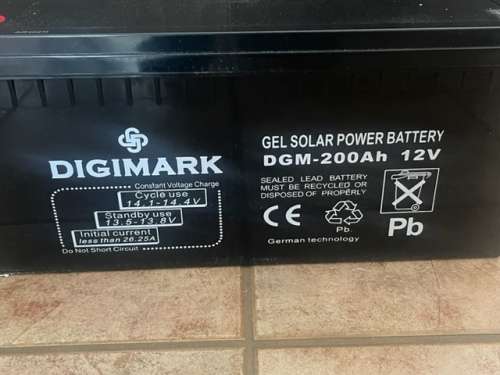 DIGIMARK
Constant Voltage Charge
Cycle use
14.1-14.4V
Standby use
13.5-13.8V
Initial current
less than 26.25A
Do Not Short Circuit
GEL SOLAR POWER BATTERY
DGM-200Ah 12V
SEALED LEAD BATTERY
MUST BE RECYCLED OR
DISPOSED OF PROPERLY
CE
Pb
Pb
German technology